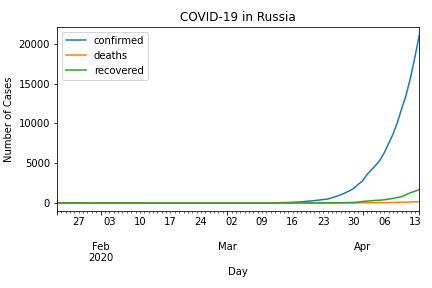 COVID-19 in Russia
confirmed
deaths
recovered
Number of Cases
20000
15000
10000
5000
0
27 03 10 17 24 02 09 16 23 30 06 13
Feb Mar Apr
2020
Day